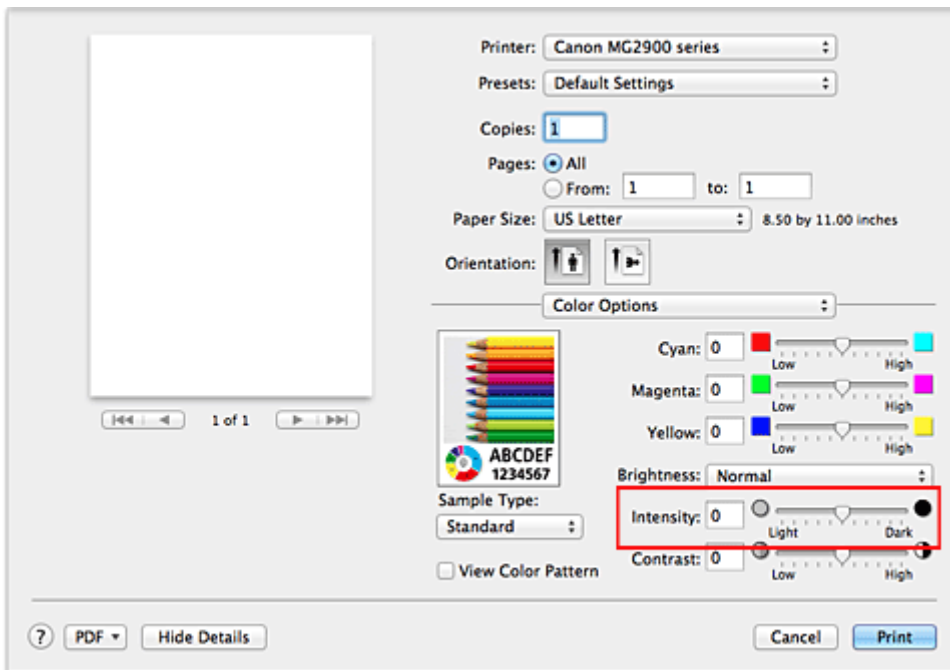 Printer: Canon MG2900 series
Presets: Default Settings
Copies: 1
Pages: All
From: 1 to: 1
Paper Size: US Letter 8.50 by 11.00 inches
Orientation:
Color Options
1 of 1
ABCDEF
1234567
Sample Type:
Standard
View Color Pattern
Cyan: 0
Low High
Magenta: 0
Low High
Yellow: 0
Low High
Brightness: Normal
Intensity: 0
Light Dark
Contrast: 0
Low High
? PDF Hide Details Cancel Print